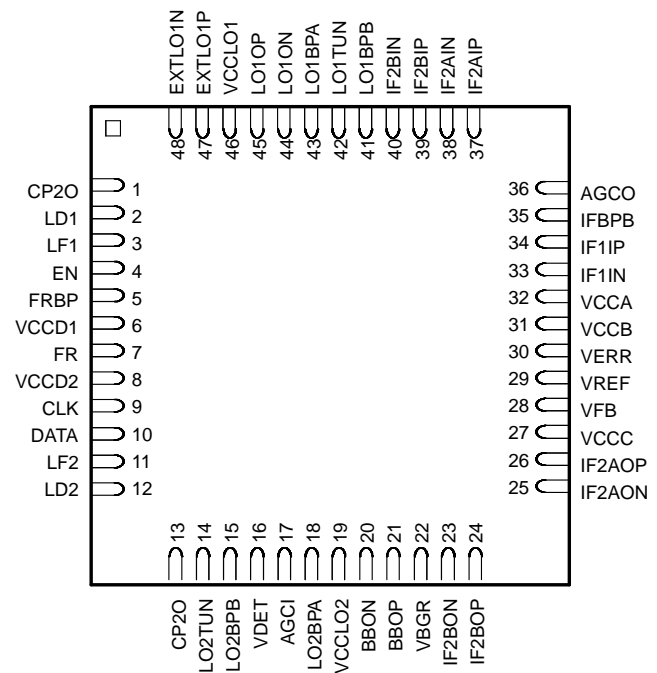 EXTLO1N
EXTLO1P
VCCLO1
LO1OP
LO1ON
LO1BPA
LO1TUN
LO1BPB
IF2BIN
IF2BIP
IF2AIN
IF2AIP
48
47
46
45
44
43
42
41
40
39
38
37
CP2O 1
LD1 2
LF1 3
EN 4
FRBP 5
VCCD1 6
FR 7
VCCD2 8
CLK 9
DATA 10
LF2 11
LD2 12
36 AGCO
35 IFBPB
34 IF1IP
33 IF1IN
32 VCCA
31 VCCB
30 VERR
29 VREF
28 VFB
27 VCCC
26 IF2AOP
25 IF2AON
13
14
15
16
17
18
19
20
21
22
23
24
CP2O
LO2TUN
LO2BPB
VDET
AGCI
LO2BPA
VCCLO2
BBON
BBOP
VBGR
IF2BON
IF2BOP